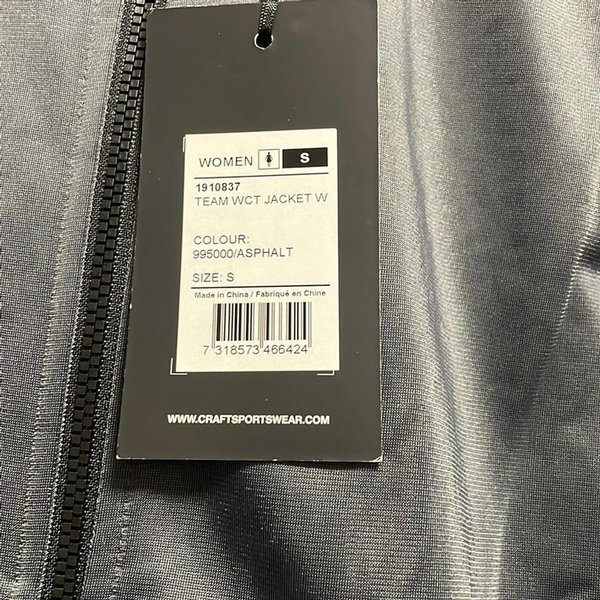 WOMEN S
1910837
TEAM WCT JACKET W
COLOUR:
995000/ASPHALT
SIZE: S
Made in China / Fabriqué en Chine
7 318573 466424
WWW.CRAFTSPORTSWEAR.COM